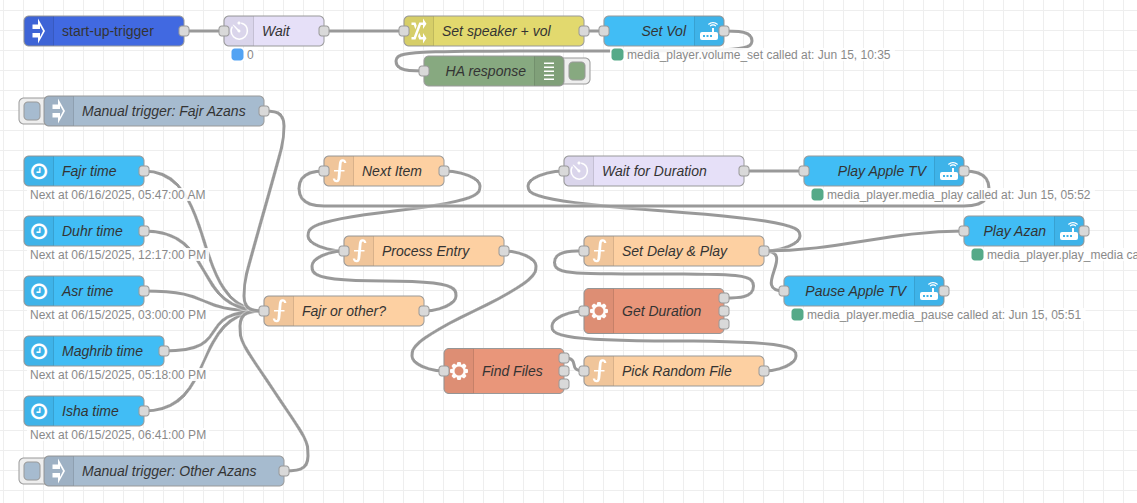 start-up-trigger
Wait
Set speaker + vol
Set Vol
0
media_player.volume_set called at: Jun 15, 10:35
HA response
Manual trigger: Fajr Azans
Fajr time
Next Item
Wait for Duration
Play Apple TV
Next at 06/16/2025, 05:47:00 AM
media_player.media_play called at: Jun 15, 05:52
Duhr time
Process Entry
Set Delay & Play
Play Azan
Next at 06/15/2025, 12:17:00 PM
media_player.play_media ca
Asr time
Fajr or other?
Get Duration
Pause Apple TV
Next at 06/15/2025, 03:00:00 PM
media_player.media_pause called at: Jun 15, 05:51
Maghrib time
Find Files
Pick Random File
Next at 06/15/2025, 05:18:00 PM
Isha time
Next at 06/15/2025, 06:41:00 PM
Manual trigger: Other Azans